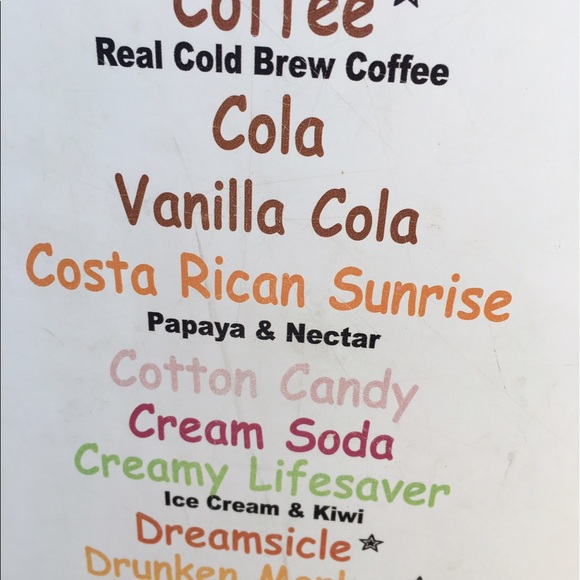 Coffee
Real Cold Brew Coffee
Cola
Vanilla Cola
Costa Rican Sunrise
Papaya & Nectar
Cotton Candy
Cream Soda
Creamy Lifesaver
Ice Cream & Kiwi
Dreamsicle
Drunken